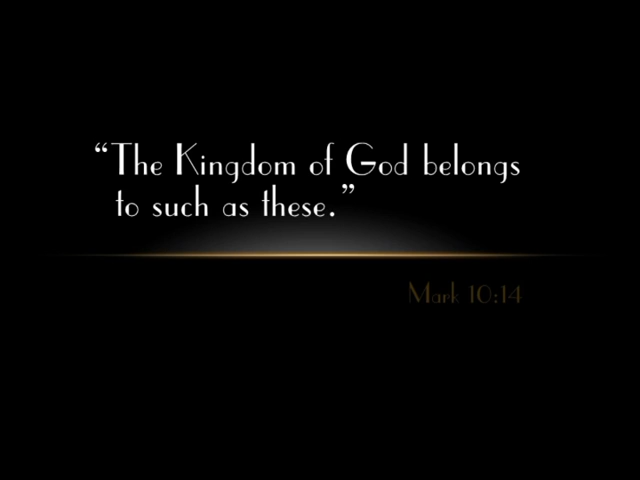 “The Kingdom of God belongs
to such as these.”
Mark 10:14